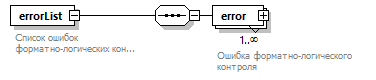 errorList
Список ошибок
форматно-логических кон...
error
1..∞
Ошибка форматно-логического
контроля